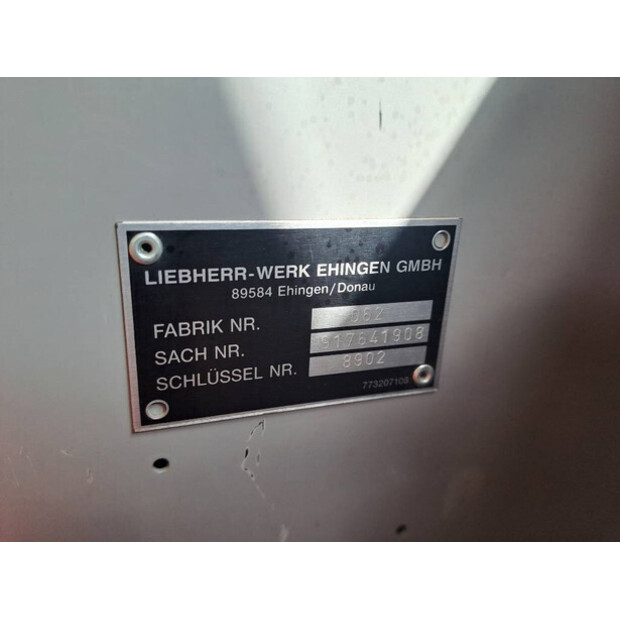 LIEBHERR-WERK EHINGEN GMBH
89584 Ehingen/Donau
FABRIK NR. 062
SACH NR. 917641908
SCHLÜSSEL NR. 8902
773207108